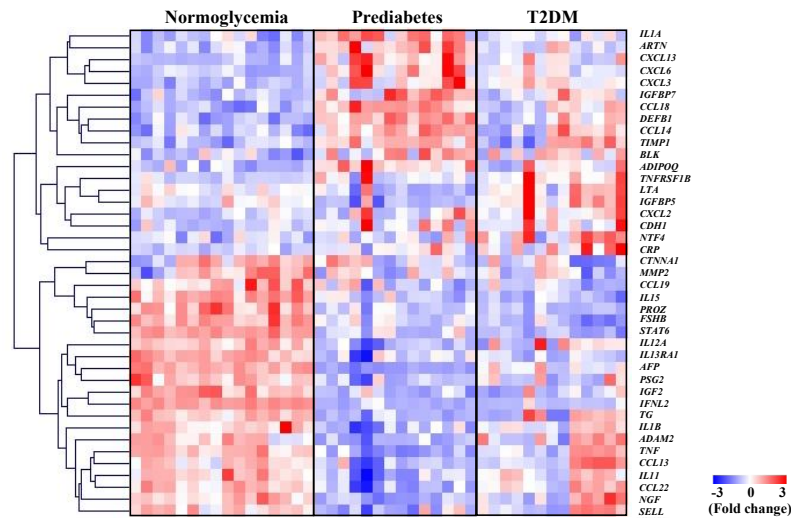 Normoglycemia Prediabetes T2DM
IL1A
ARTN
CXCL13
CXCL6
CXCL3
IGFBP7
CCL18
DEFB1
CCL14
TIMP1
BLK
ADIPOQ
TNFRSF1B
LTA
IGFBP5
CXCL2
CDH1
NTF4
CRP
CTNNA1
MMP2
CCL19
IL15
PROZ
FSHB
STAT6
IL12A
IL13RA1
AFP
PSG2
IGF2
IFNL2
TG
IL1B
ADAM2
TNF
CCL13
IL11
CCL22
NGF
SELL
-3 0 3
(Fold change)